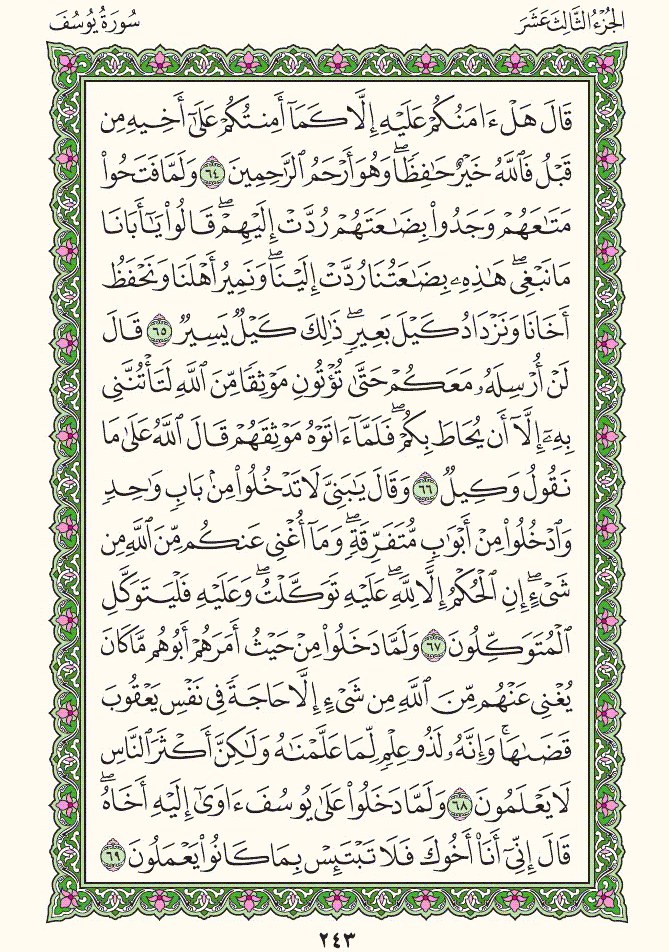 الجُزْءُ الثَّالِثَ عَشَرَ
سُورَةُ يُوسُفَ
قَالَ هَلْ ءَامَنُكُمْ عَلَيْهِ إِلَّا كَمَآ أَمِنتُكُمْ عَلَىٰٓ أَخِيهِ مِن
قَبْلُ فَٱللَّهُ خَيْرٌ حَٰفِظٗاۖ وَهُوَ أَرْحَمُ ٱلرَّٰحِمِينَ ٦٤ وَلَمَّا فَتَحُواْ
مَتَٰعَهُمْ وَجَدُواْ بِضَٰعَتَهُمْ رُدَّتْ إِلَيْهِمْۖ قَالُواْ يَٰٓأَبَانَا
مَا نَبْغِيۖ هَٰذِهِۦ بِضَٰعَتُنَا رُدَّتْ إِلَيْنَاۖ وَنَمِيرُ أَهْلَنَا وَنَحْفَظُ
أَخَانَا وَنَزْدَادُ كَيْلَ بَعِيرٖۖ ذَٰلِكَ كَيْلٞ يَسِيرٞ ٦٥ قَالَ
لَنْ أُرْسِلَهُۥ مَعَكُمْ حَتَّىٰ تُؤْتُونِ مَوْثِقٗا مِّنَ ٱللَّهِ لَتَأْتُنَّنِي
بِهِۦٓ إِلَّآ أَن يُحَاطَ بِكُمْۖ فَلَمَّآ ءَاتَوْهُ مَوْثِقَهُمْ قَالَ ٱللَّهُ عَلَىٰ مَا
نَقُولُ وَكِيلٞ ٦٦ وَقَالَ يَٰبَنِيَّ لَا تَدْخُلُواْ مِنۢ بَابٖ وَٰحِدٖ
وَٱدْخُلُواْ مِنْ أَبْوَٰبٖ مُّتَفَرِّقَةٖۖ وَمَآ أُغْنِي عَنكُم مِّنَ ٱللَّهِ مِن
شَيْءٍۖ إِنِ ٱلْحُكْمُ إِلَّا لِلَّهِۖ عَلَيْهِ تَوَكَّلْتُۖ وَعَلَيْهِ فَلْيَتَوَكَّلِ
ٱلْمُتَوَكِّلُونَ ٦٧ وَلَمَّا دَخَلُواْ مِنْ حَيْثُ أَمَرَهُمْ أَبُوهُم مَّا كَانَ
يُغْنِي عَنْهُم مِّنَ ٱللَّهِ مِن شَيْءٍ إِلَّا حَاجَةٗ فِي نَفْسِ يَعْقُوبَ
قَضَىٰهَاۚ وَإِنَّهُۥ لَذُو عِلْمٖ لِّمَا عَلَّمْنَٰهُ وَلَٰكِنَّ أَكْثَرَ ٱلنَّاسِ
لَا يَعْلَمُونَ ٦٨ وَلَمَّا دَخَلُواْ عَلَىٰ يُوسُفَ ءَاوَىٰٓ إِلَيْهِ أَخَاهُۖ
قَالَ إِنِّيٓ أَنَا۠ أَخُوكَ فَلَا تَبْتَئِسْ بِمَا كَانُواْ يَعْمَلُونَ ٦٩
٢٤٣